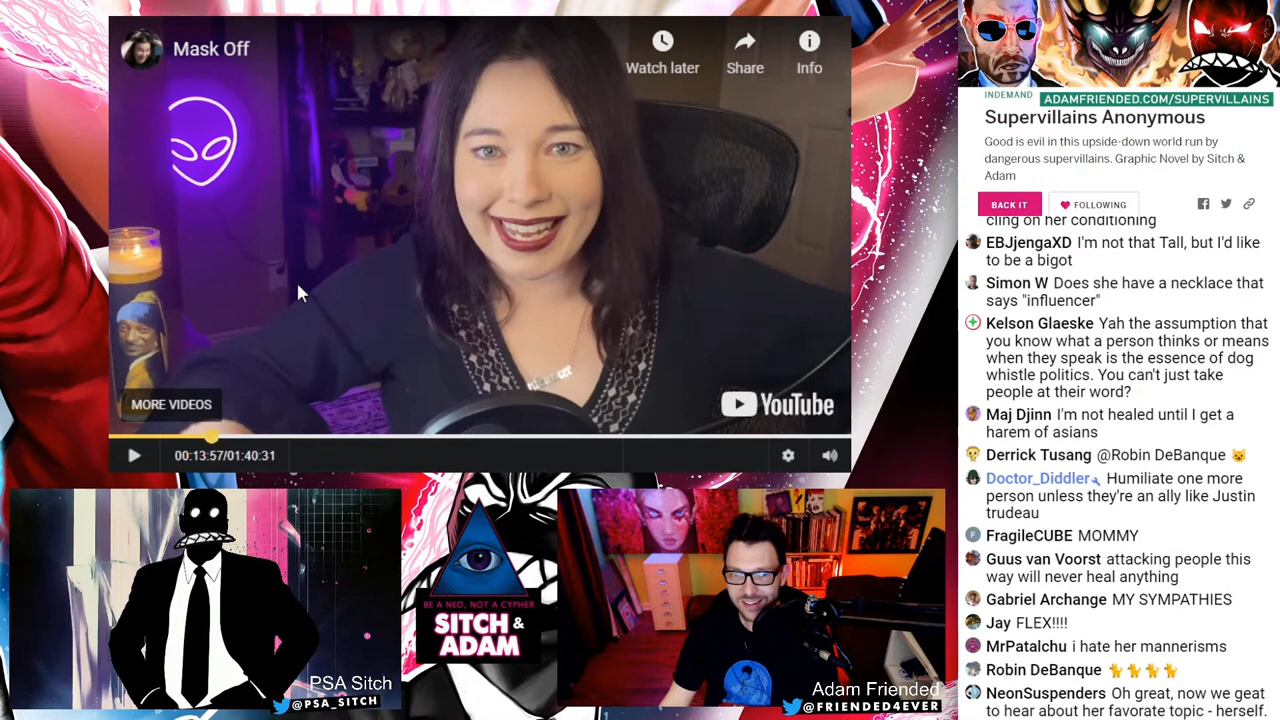 Mask Off
Watch later
Share
Info
MORE VIDEOS
YouTube
00:13:57/01:40:31
PSA Sitch
@PSA_SITCH
BE A NEO, NOT A CYPHER
SITCH &
ADAM
Adam Friended
@FRIENDED4EVER
INDEMAND
ADAMFRIENDED.COM/SUPERVILLAINS
Supervillains Anonymous
Good is evil in this upside-down world run by
dangerous supervillains. Graphic Novel by Sitch &
Adam
BACK IT
FOLLOWING
cling on her conditioning
EBJjengaXD I'm not that Tall, but I'd like
to be a bigot
Simon W Does she have a necklace that
says "influencer"
Kelson Glaeske Yah the assumption that
you know what a person thinks or means
when they speak is the essence of dog
whistle politics. You can't just take
people at their word?
Maj Djinn I'm not healed until I get a
harem of asians
Derrick Tusang @Robin DeBanque 😺
Doctor_Diddler Humiliate one more
person unless they're an ally like Justin
trudeau
F FragileCUBE MOMMY
Guus van Voorst attacking people this
way will never heal anything
Gabriel Archange MY SYMPATHIES
Jay FLEX!!!!
MrPatalchu i hate her mannerisms
Robin DeBanque 🐈🐈🐈🐈
NeonSuspenders Oh great, now we geat
to hear about her favorate topic - herself.